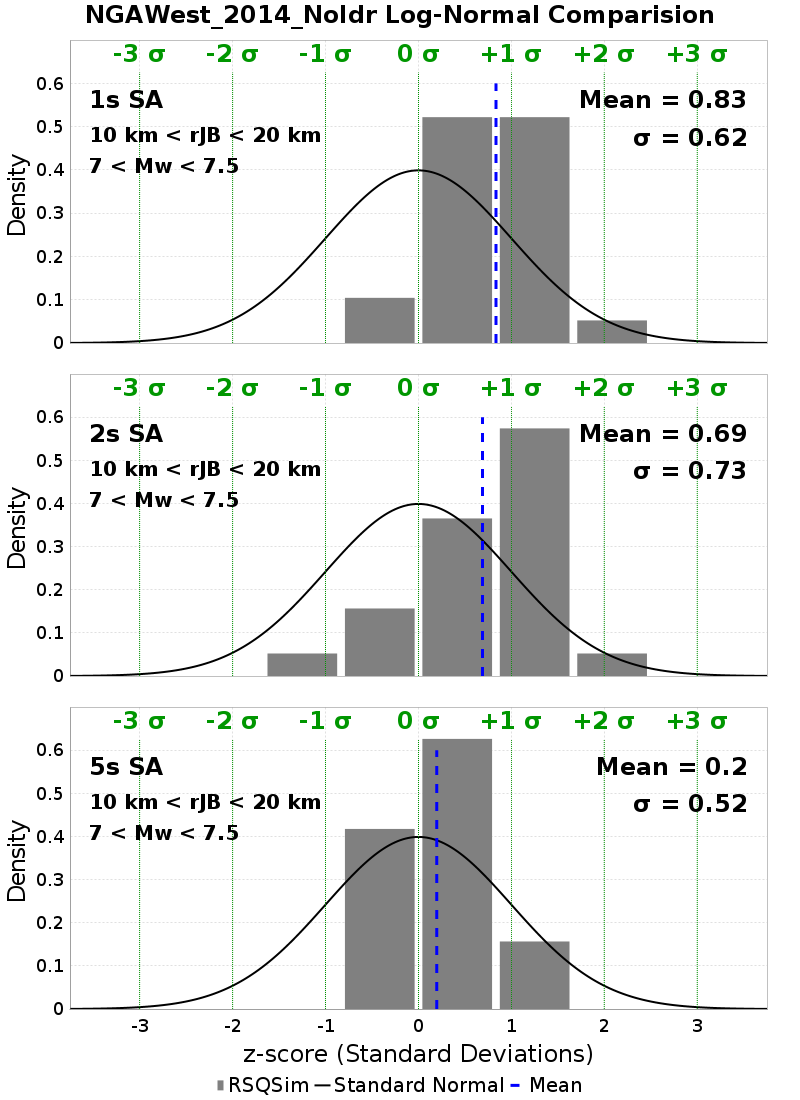 NGAWest_2014_NoIdr Log-Normal Comparision
-3 σ -2 σ -1 σ 0 σ +1 σ +2 σ +3 σ
1s SA
10 km < rJB < 20 km
7 < Mw < 7.5
Mean = 0.83
σ = 0.62
0.6
0.5
0.4
0.3
0.2
0.1
0
Density
-3 σ -2 σ -1 σ 0 σ +1 σ +2 σ +3 σ
2s SA
10 km < rJB < 20 km
7 < Mw < 7.5
Mean = 0.69
σ = 0.73
0.6
0.5
0.4
0.3
0.2
0.1
0
Density
-3 σ -2 σ -1 σ 0 σ +1 σ +2 σ +3 σ
5s SA
10 km < rJB < 20 km
7 < Mw < 7.5
Mean = 0.2
σ = 0.52
0.6
0.5
0.4
0.3
0.2
0.1
0
Density
-3 -2 -1 0 1 2 3
z-score (Standard Deviations)
RSQSim Standard Normal Mean